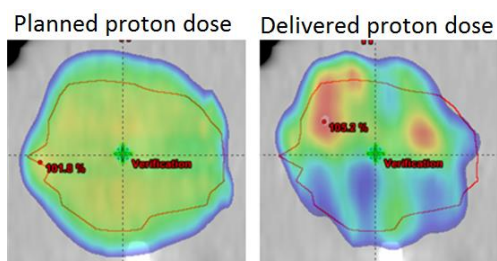 Planned proton dose
Delivered proton dose
101.8 %
Verification
105.2 %
Verification